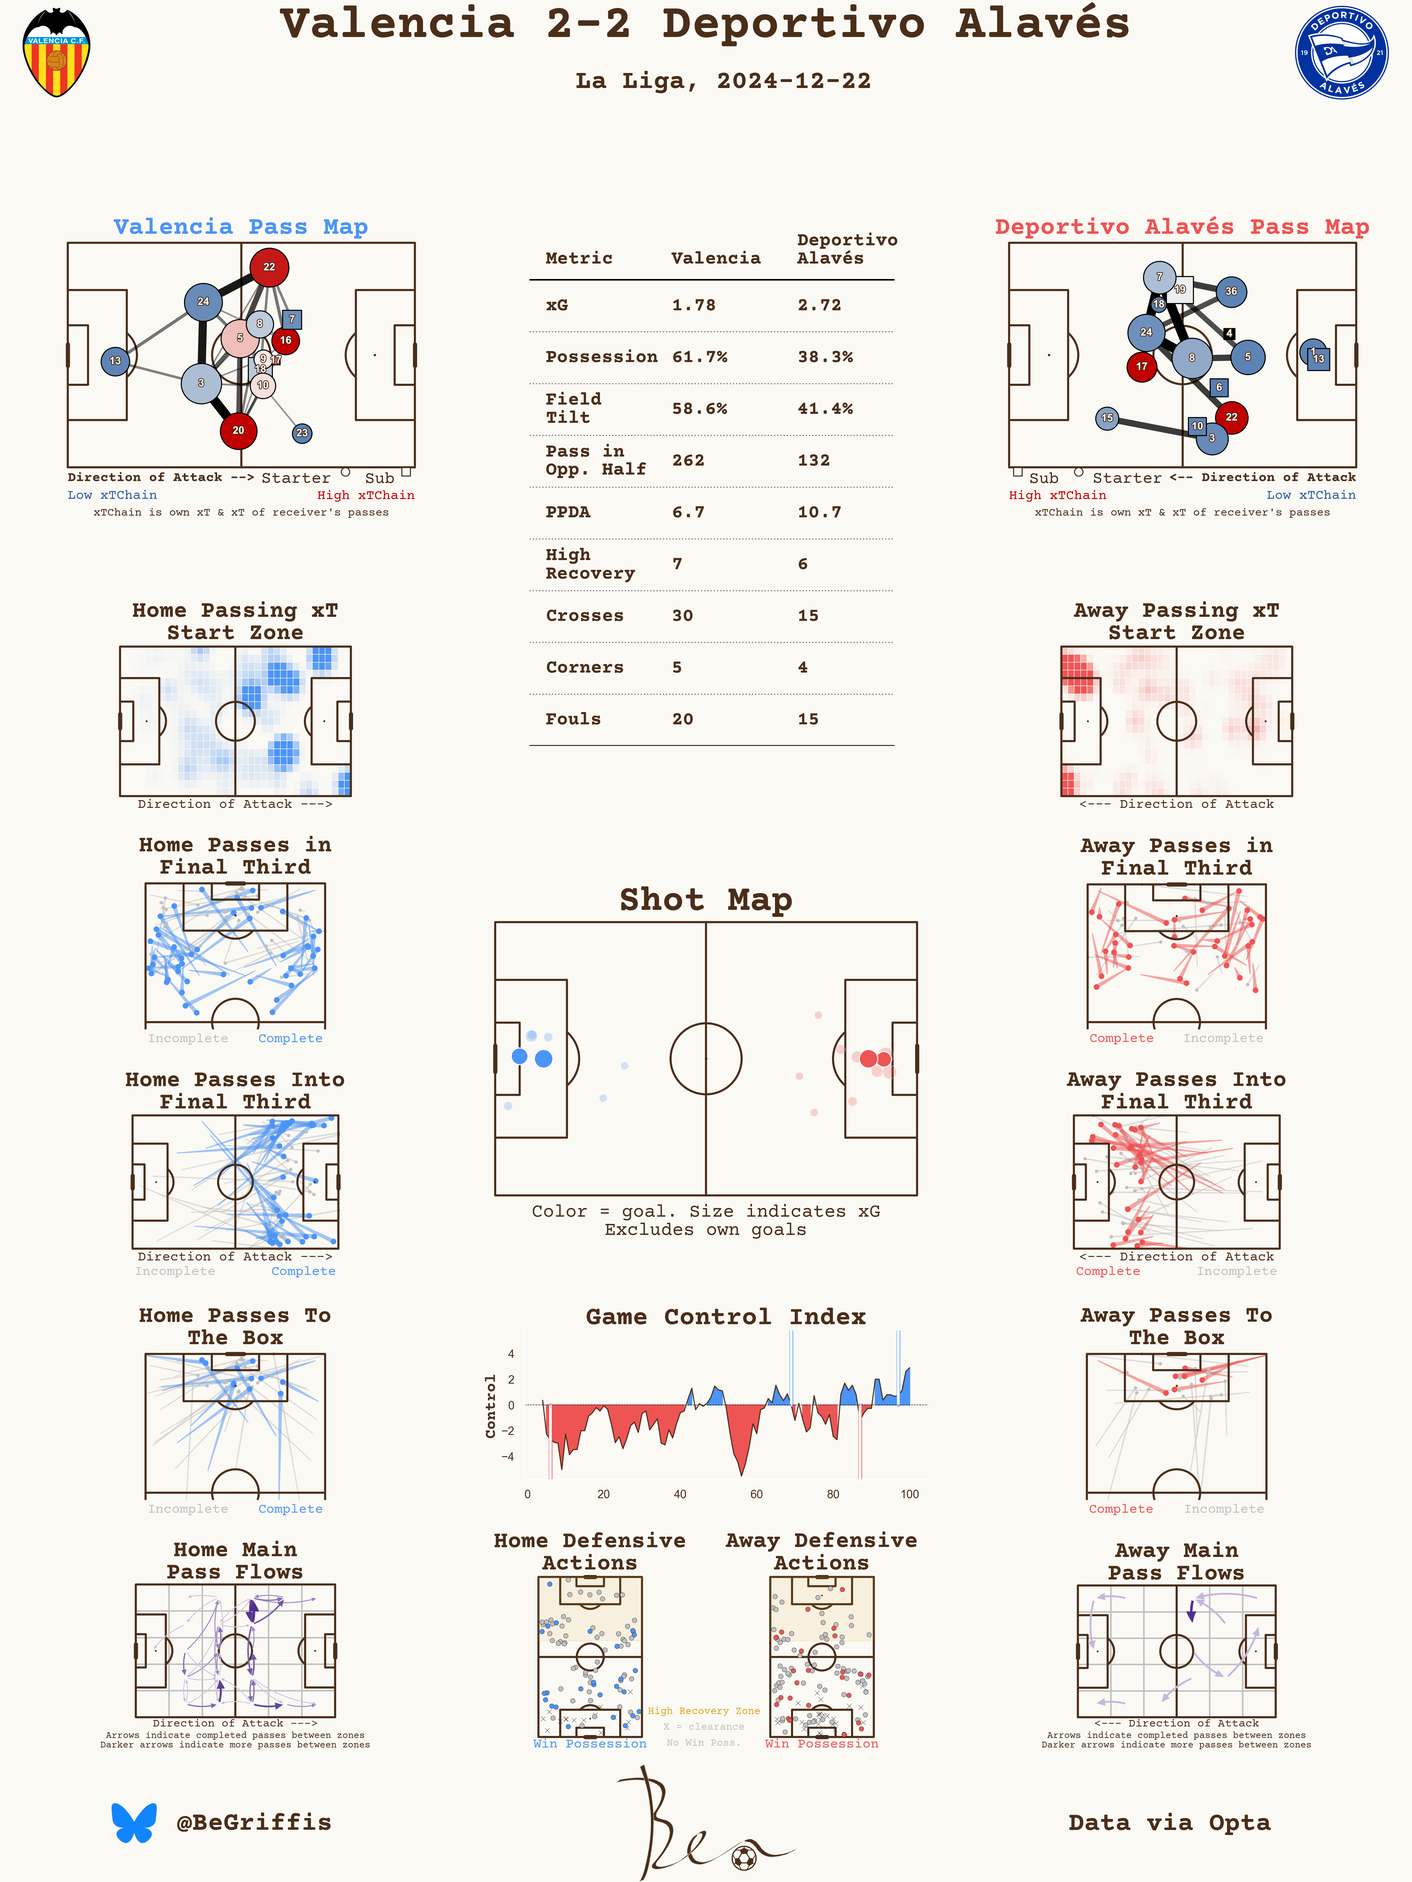 Valencia 2-2 Deportivo Alavés
La Liga, 2024-12-22
VALENCIA C.F.
DEPORTIVO
19 21
ALAVÉS
Valencia Pass Map
22
24
8
7
5
16
13
9
17
18
3
10
20
23
Direction of Attack --> Starter Sub
Low xTChain High xTChain
xTChain is own xT & xT of receiver's passes
Metric Valencia Deportivo Alavés
xG 1.78 2.72
Possession 61.7% 38.3%
Field Tilt 58.6% 41.4%
Pass in Opp. Half 262 132
PPDA 6.7 10.7
High Recovery 7 6
Crosses 30 15
Corners 5 4
Fouls 20 15
Deportivo Alavés Pass Map
7
19
36
18
24
4
8
5
1
13
17
6
15
22
10
3
Sub Starter <-- Direction of Attack
High xTChain Low xTChain
xTChain is own xT & xT of receiver's passes
Home Passing xT
Start Zone
Direction of Attack --->
Away Passing xT
Start Zone
<--- Direction of Attack
Home Passes in
Final Third
Incomplete Complete
Away Passes in
Final Third
Complete Incomplete
Shot Map
Color = goal. Size indicates xG
Excludes own goals
Home Passes Into
Final Third
Direction of Attack --->
Incomplete Complete
Away Passes Into
Final Third
<--- Direction of Attack
Complete Incomplete
Home Passes To
The Box
Incomplete Complete
Game Control Index
Control
4
2
0
−2
−4
0 20 40 60 80 100
Away Passes To
The Box
Complete Incomplete
Home Main
Pass Flows
Direction of Attack --->
Arrows indicate completed passes between zones
Darker arrows indicate more passes between zones
Home Defensive
Actions
Win Possession
High Recovery Zone
X = clearance
No Win Poss.
Away Defensive
Actions
Win Possession
Away Main
Pass Flows
<--- Direction of Attack
Arrows indicate completed passes between zones
Darker arrows indicate more passes between zones
@BeGriffis
Data via Opta